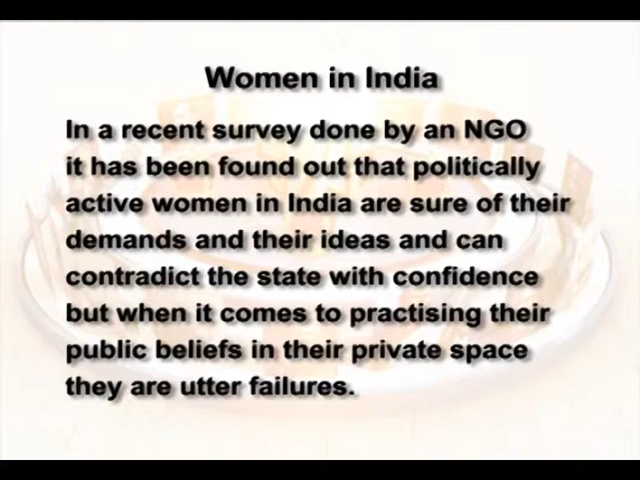 Women in India
In a recent survey done by an NGO
it has been found out that politically
active women in India are sure of their
demands and their ideas and can
contradict the state with confidence
but when it comes to practising their
public beliefs in their private space
they are utter failures.